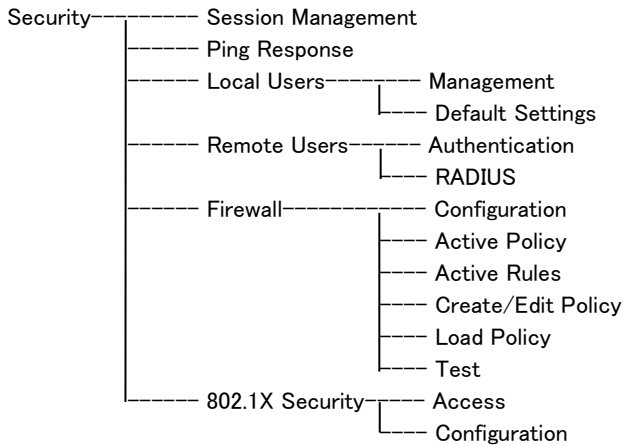 Security Session Management
Ping Response
Local Users Management
Default Settings
Remote Users Authentication
RADIUS
Firewall Configuration
Active Policy
Active Rules
Create/Edit Policy
Load Policy
Test
802.1X Security Access
Configuration